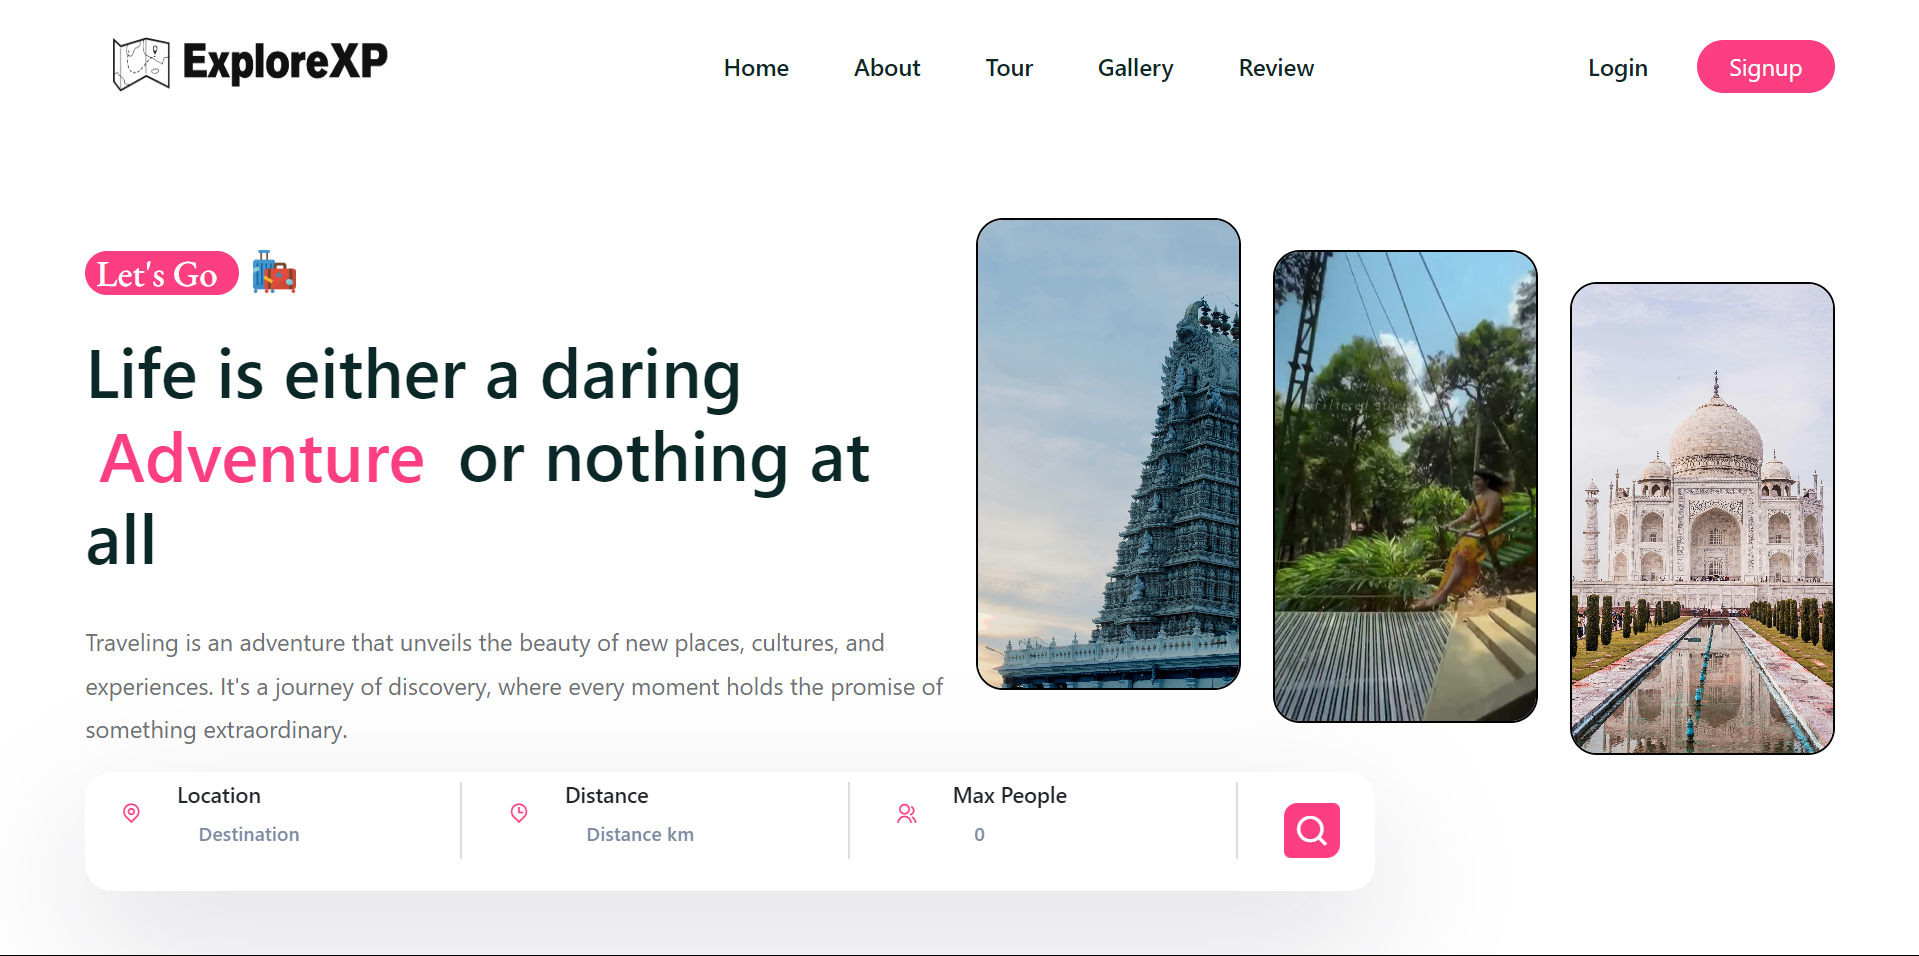 ExploreXP
Home
About
Tour
Gallery
Review
Login
Signup
Let's Go
Life is either a daring
Adventure or nothing at
all
Traveling is an adventure that unveils the beauty of new places, cultures, and
experiences. It's a journey of discovery, where every moment holds the promise of
something extraordinary.
Location
Destination
Distance
Distance km
Max People
0